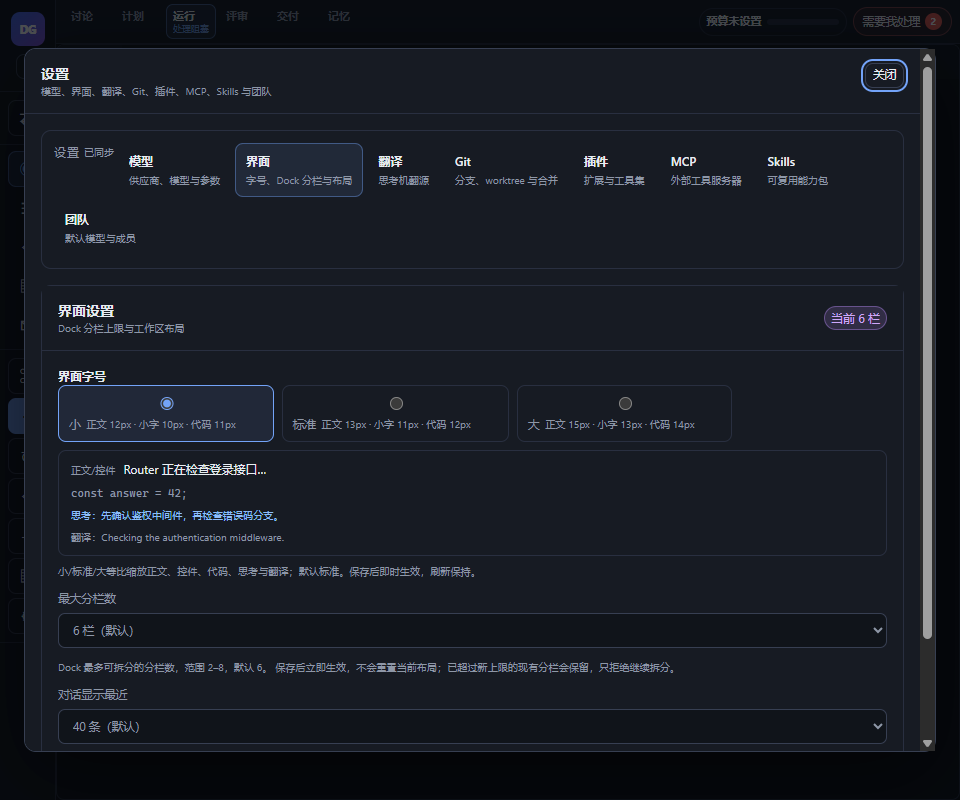 DG
讨论
计划
运行
处理阻塞
评审
交付
记忆
预算未设置
需要我处理 2
设置
模型、界面、翻译、Git、插件、MCP、Skills 与团队
关闭
设置 已同步
模型
供应商、模型与参数
界面
字号、Dock 分栏与布局
翻译
思考机翻源
Git
分支、worktree 与合并
插件
扩展与工具集
MCP
外部工具服务器
Skills
可复用能力包
团队
默认模型与成员
界面设置
Dock 分栏上限与工作区布局
当前 6 栏
界面字号
小 正文 12px · 小字 10px · 代码 11px
标准 正文 13px · 小字 11px · 代码 12px
大 正文 15px · 小字 13px · 代码 14px
正文/控件 Router 正在检查登录接口…
const answer = 42;
思考：先确认鉴权中间件，再检查错误码分支。
翻译：Checking the authentication middleware.
小/标准/大等比缩放正文、控件、代码、思考与翻译；默认标准。保存后即时生效，刷新保持。
最大分栏数
6 栏（默认）
Dock 最多可拆分的分栏数，范围 2–8，默认 6。 保存后立即生效，不会重置当前布局；已超过新上限的现有分栏会保留，只拒绝继续拆分。
对话显示最近
40 条（默认）